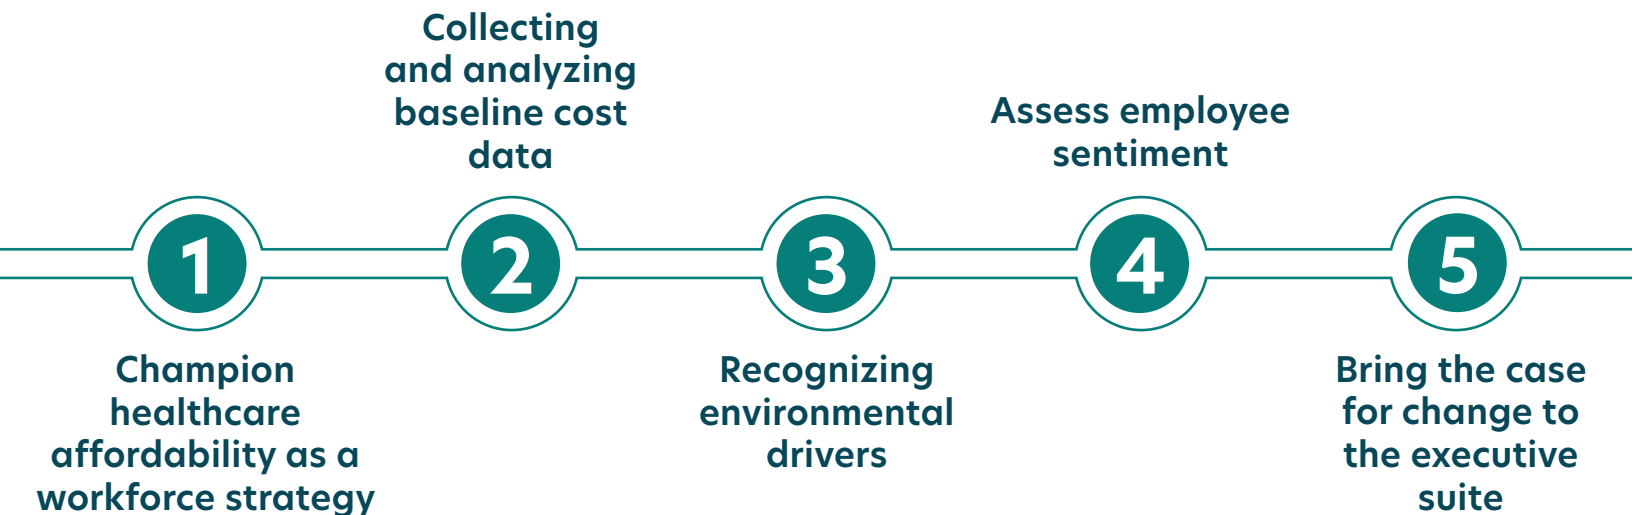 1
Champion
healthcare
affordability as a
workforce strategy
2
Collecting
and analyzing
baseline cost
data
3
Recognizing
environmental
drivers
4
Assess employee
sentiment
5
Bring the case
for change to
the executive
suite